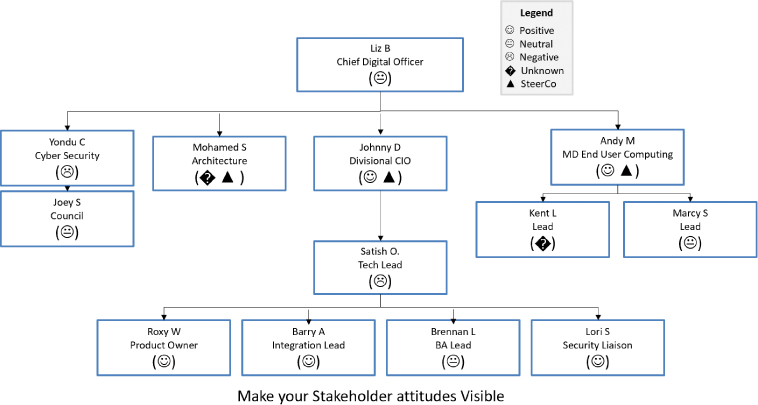 Legend
☺ Positive
😐 Neutral
☹ Negative
� Unknown
▲ SteerCo
Liz B
Chief Digital Officer
(😐)
Yondu C
Cyber Security
(☹)
Mohamed S
Architecture
(� ▲ )
Johnny D
Divisional CIO
(☺ ▲)
Andy M
MD End User Computing
(☺ ▲)
Joey S
Council
(😐)
Kent L
Lead
(�)
Marcy S
Lead
(😐)
Satish O.
Tech Lead
(☹)
Roxy W
Product Owner
(☺)
Barry A
Integration Lead
(☺)
Brennan L
BA Lead
(😐)
Lori S
Security Liaison
(☺)
Make your Stakeholder attitudes Visible